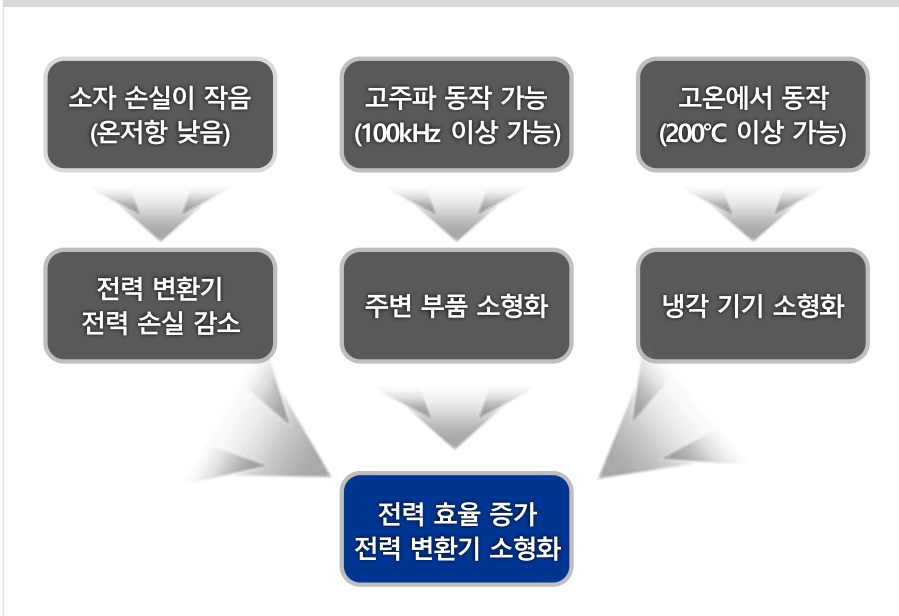 소자 손실이 작음
(온저항 낮음)
고주파 동작 가능
(100kHz 이상 가능)
고온에서 동작
(200℃ 이상 가능)
전력 변환기
전력 손실 감소
주변 부품 소형화
냉각 기기 소형화
전력 효율 증가
전력 변환기 소형화